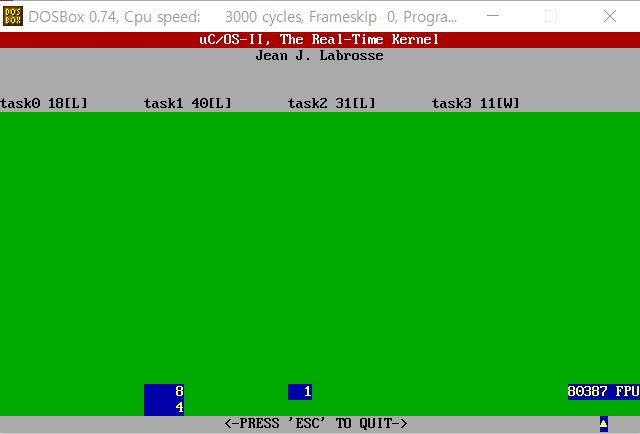 DOSBox 0.74, Cpu speed: 3000 cycles, Frameskip 0, Progra...
uC/OS-II, The Real-Time Kernel
Jean J. Labrosse
task0 18[L] task1 40[L] task2 31[L] task3 11[W]
8 1 80387 FPU
4
<-PRESS 'ESC' TO QUIT->